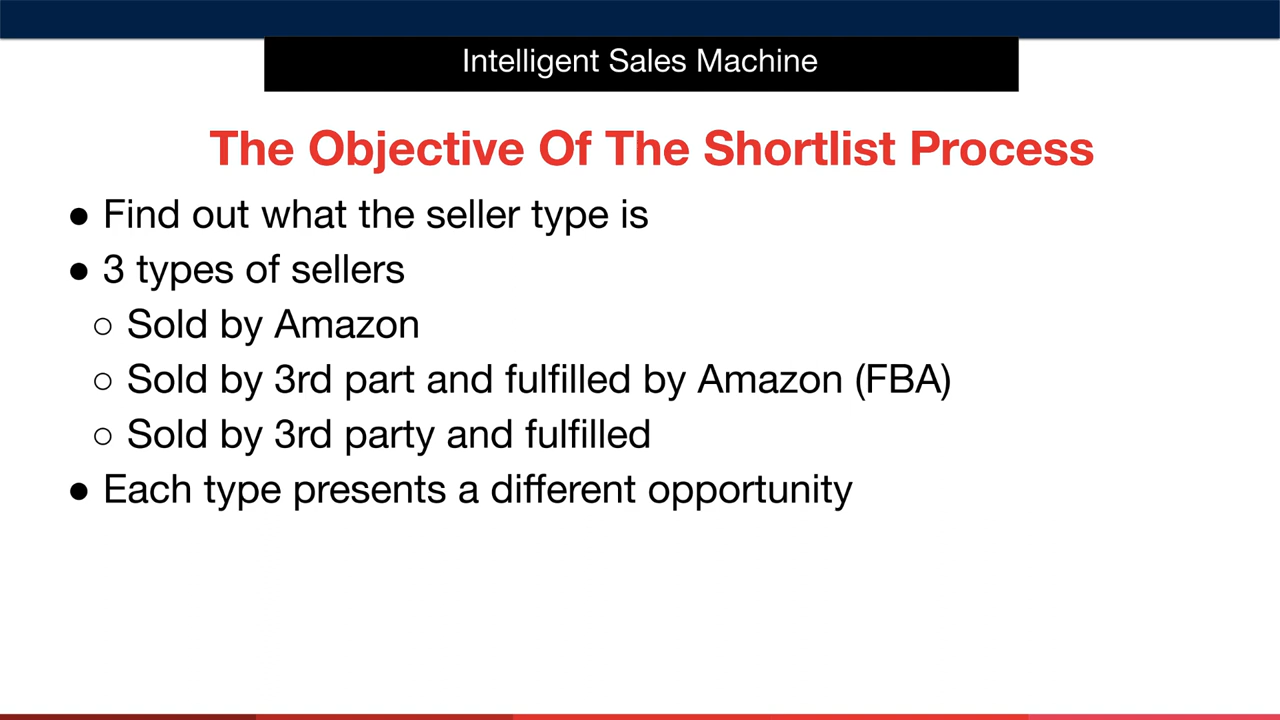 Intelligent Sales Machine
The Objective Of The Shortlist Process
● Find out what the seller type is
● 3 types of sellers
○ Sold by Amazon
○ Sold by 3rd part and fulfilled by Amazon (FBA)
○ Sold by 3rd party and fulfilled
● Each type presents a different opportunity